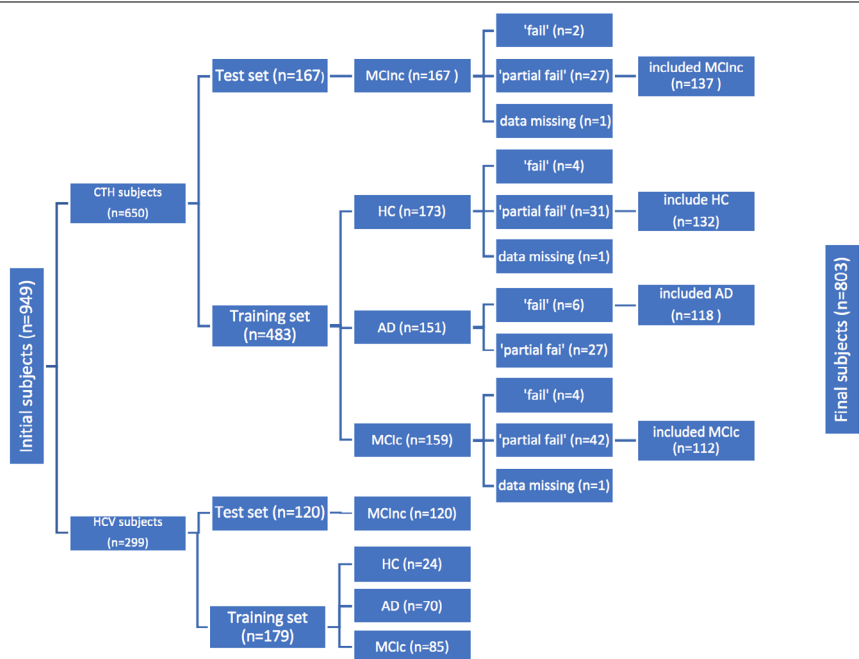 Initial subjects (n=949)
CTH subjects
(n=650)
Test set (n=167)
MCInc (n=167 )
'fail' (n=2)
'partial fail' (n=27)
data missing (n=1)
included MCInc
(n=137 )
Training set
(n=483)
HC (n=173)
'fail' (n=4)
'partial fail' (n=31)
data missing (n=1)
include HC
(n=132)
AD (n=151)
'fail' (n=6)
'partial fai' (n=27)
included AD
(n=118 )
MCIc (n=159)
'fail' (n=4)
'partial fail' (n=42)
data missing (n=1)
included MCIc
(n=112)
HCV subjects
(n=299)
Test set (n=120)
MCInc (n=120)
Training set
(n=179)
HC (n=24)
AD (n=70)
MCIc (n=85)
Final subjects (n=803)